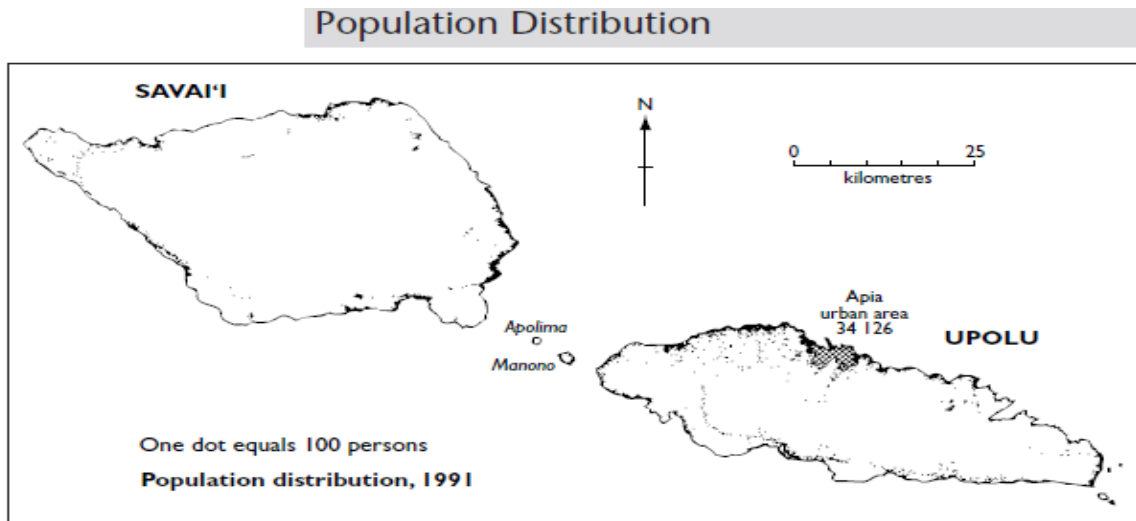 Population Distribution
SAVAI‘I
N
0 25
kilometres
Apia
urban area
34 126
UPOLU
Apolima
Manono
One dot equals 100 persons
Population distribution, 1991